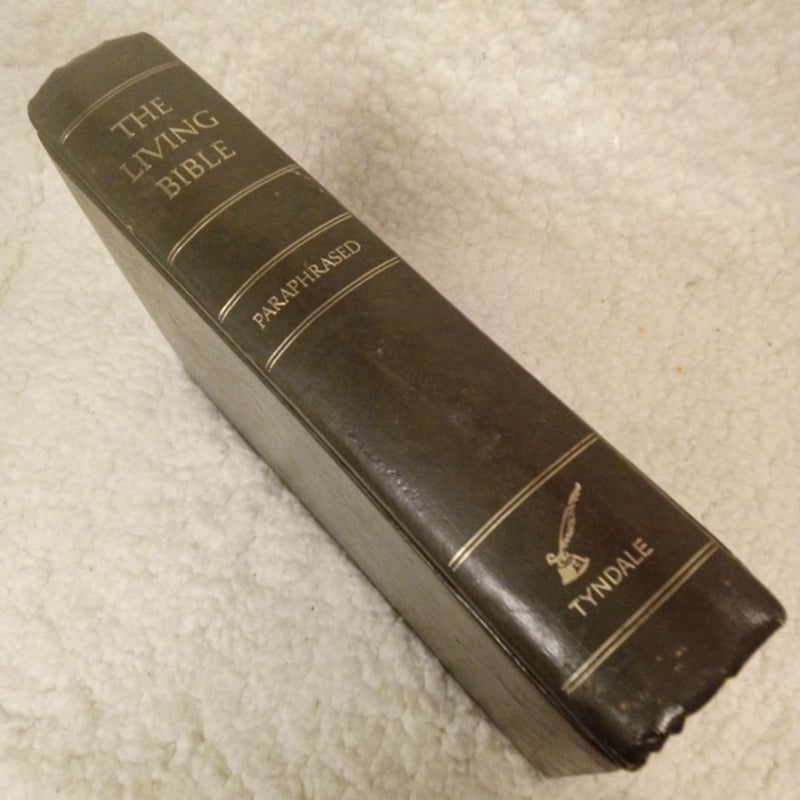 THE
LIVING
BIBLE
PARAPHRASED
TYNDALE